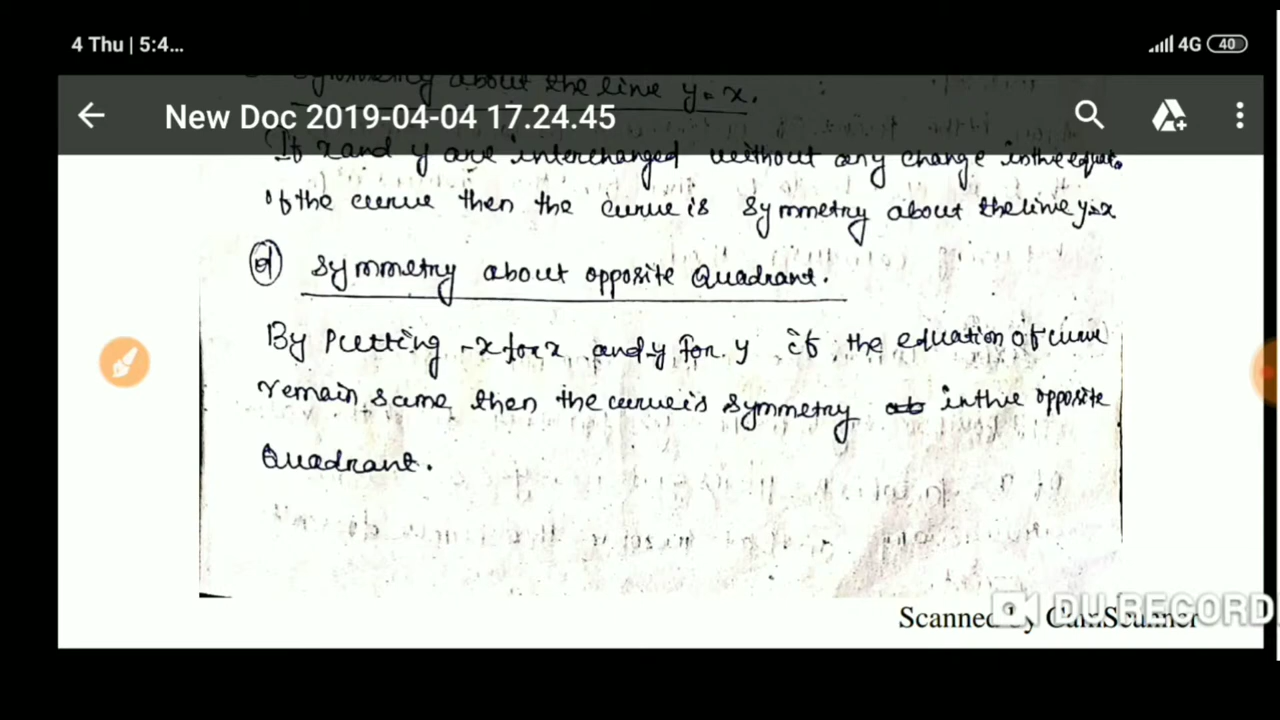 4 Thu | 5:4...
4G 40
Symmetry about the line y = x.
New Doc 2019-04-04 17.24.45
If x and y are interchanged without any change in the equat.
of the curve then the curve is symmetry about the line y=x
d) Symmetry about opposite Quadrant.
By Putting -x for x and -y for y if the equation of curve
remain same then the curve is symmetry in the opposite
Quadrant.
Scanned by CamScanner
DU RECORD